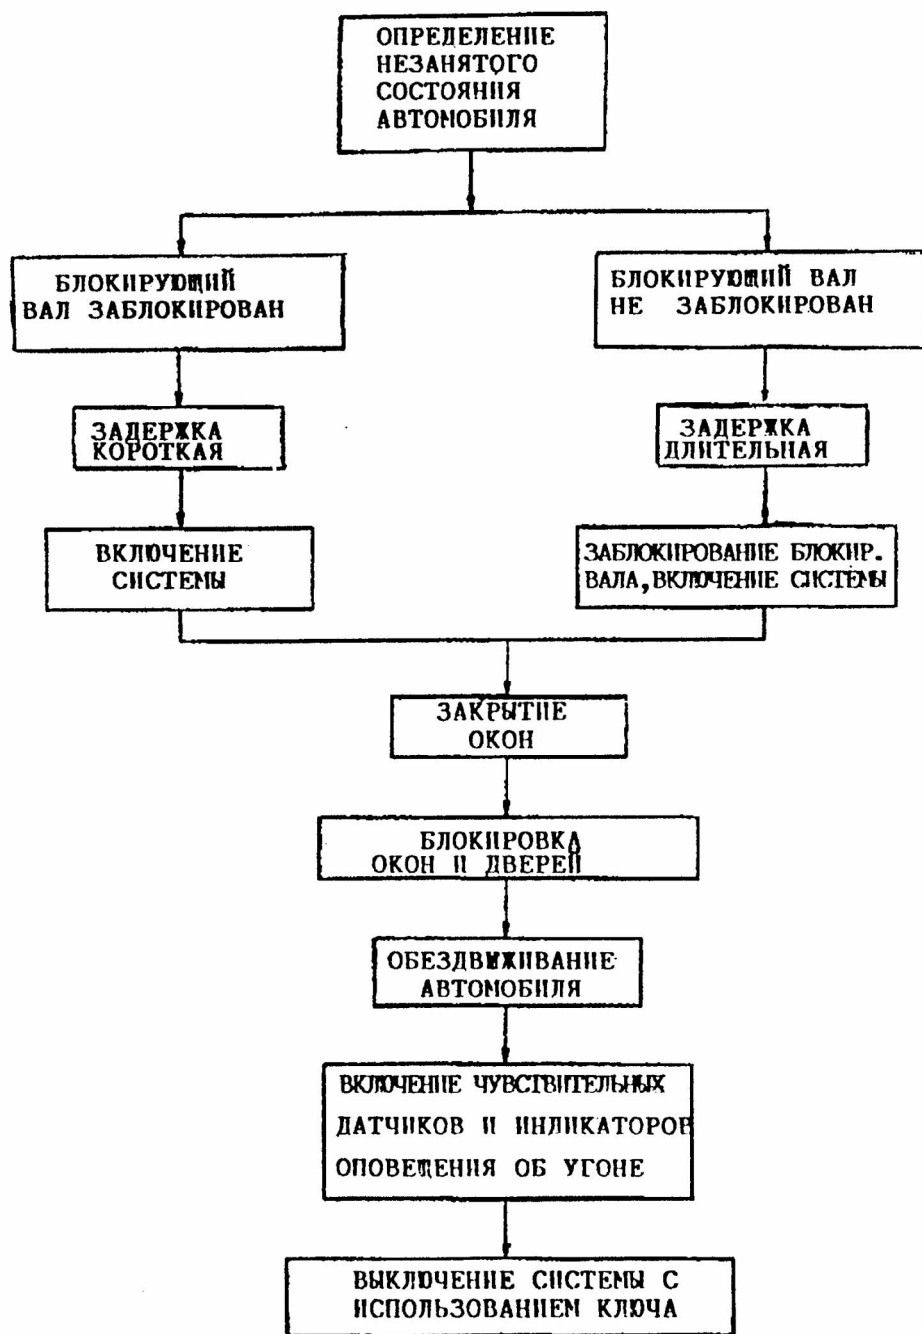 ОПРЕДЕЛЕНИЕ
НЕЗАНЯТОГО
СОСТОЯНИЯ
АВТОМОБИЛЯ
БЛОКИРУЮЩИЙ
ВАЛ ЗАБЛОКИРОВАН
БЛОКИРУЮЩИЙ ВАЛ
НЕ ЗАБЛОКИРОВАН
ЗАДЕРЖКА
КОРОТКАЯ
ЗАДЕРЖКА
ДЛИТЕЛЬНАЯ
ВКЛЮЧЕНИЕ
СИСТЕМЫ
ЗАБЛОКИРОВАНИЕ БЛОКИР.
ВАЛА, ВКЛЮЧЕНИЕ СИСТЕМЫ
ЗАКРЫТИЕ
ОКОН
БЛОКИРОВКА
ОКОН И ДВЕРЕЙ
ОБЕЗДВИЖИВАНИЕ
АВТОМОБИЛЯ
ВКЛЮЧЕНИЕ ЧУВСТВИТЕЛЬНЫХ
ДАТЧИКОВ И ИНЛИКАТОРОВ
ОПОВЕЩЕНИЯ ОБ УГОНЕ
ВЫКЛЮЧЕНИЕ СИСТЕМЫ С
ИСПОЛЬЗОВАНИЕМ КЛЮЧА